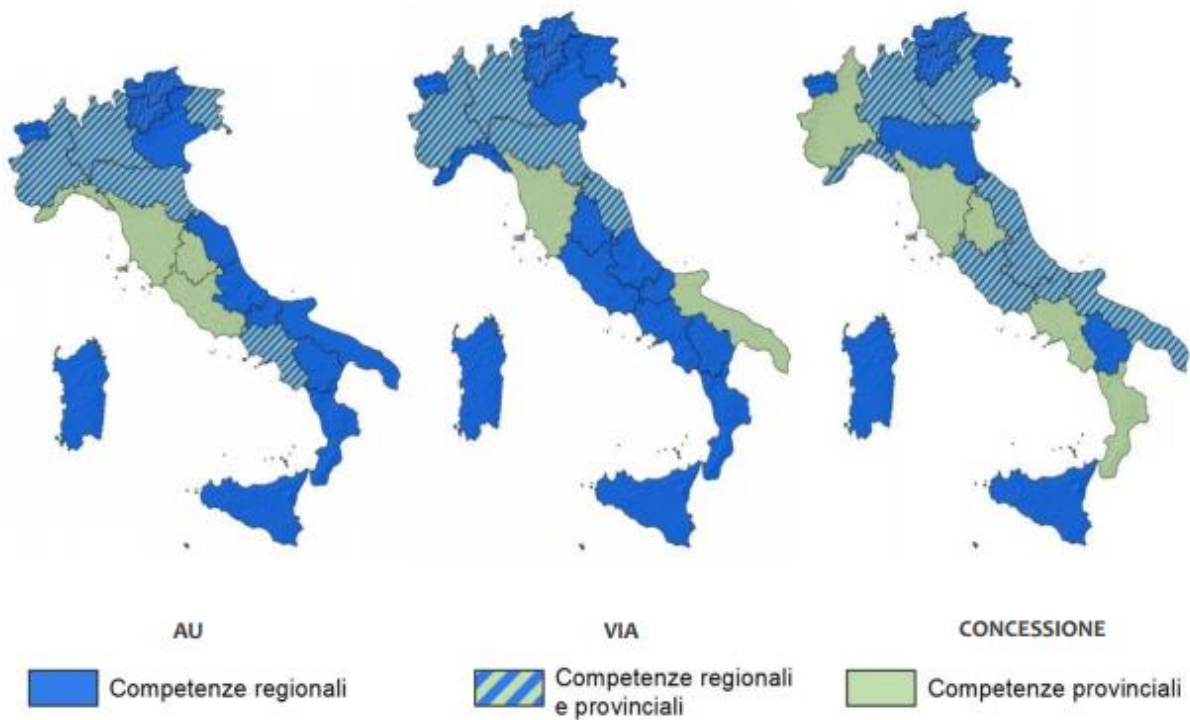 AU
VIA
CONCESSIONE
Competenze regionali
Competenze regionali
e provinciali
Competenze provinciali